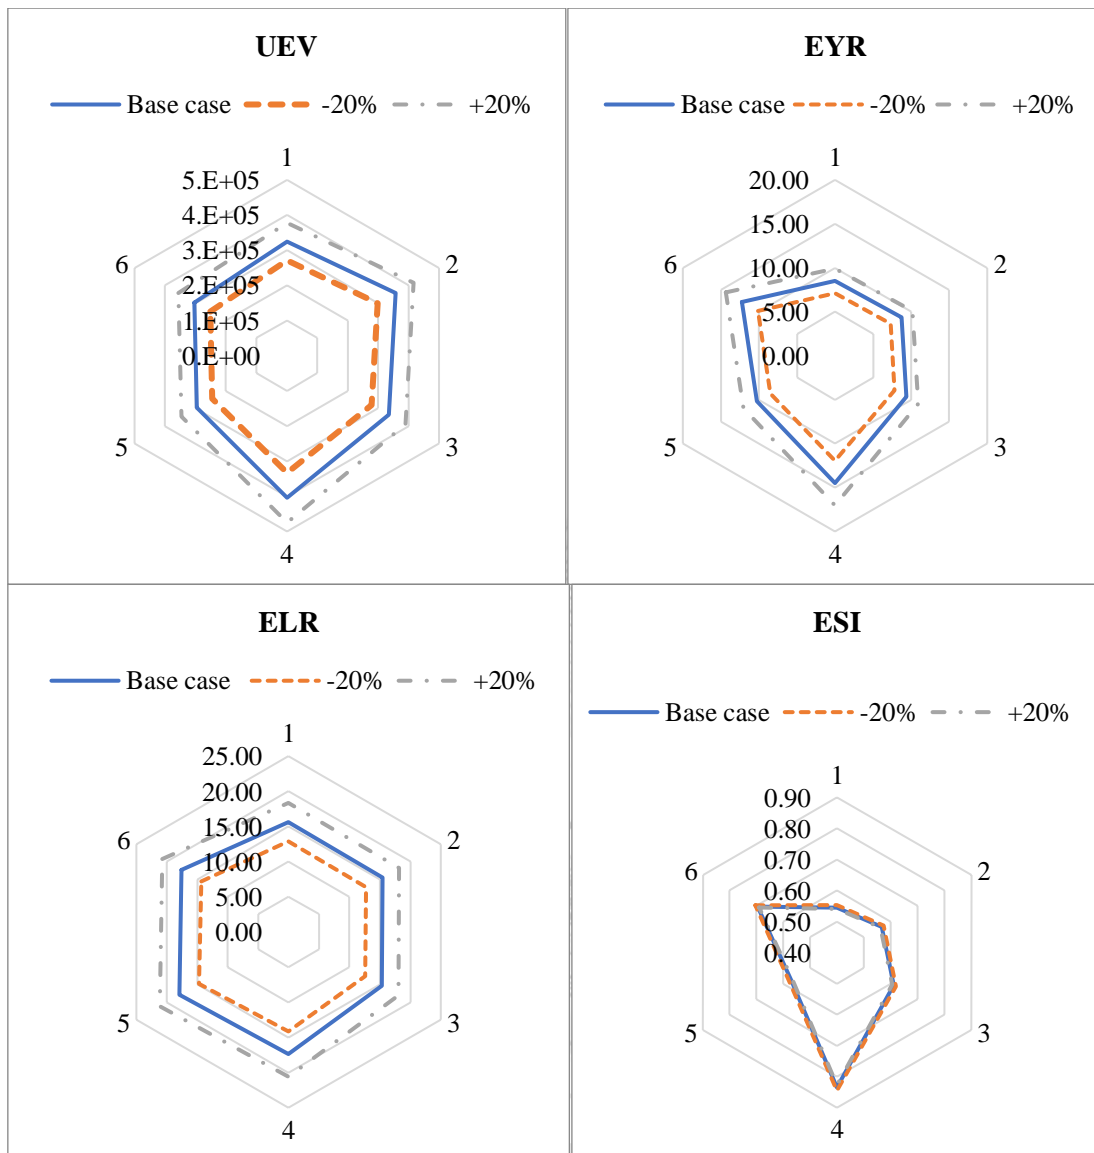 UEV
Base case -20% +20%
1
5.E+05
4.E+05
3.E+05
2.E+05
1.E+05
0.E+00
6
2
5
3
4
EYR
Base case -20% +20%
1
20.00
15.00
10.00
5.00
0.00
6
2
5
3
4
ELR
Base case -20% +20%
1
25.00
20.00
15.00
10.00
5.00
0.00
6
2
5
3
4
ESI
Base case -20% +20%
1
0.90
0.80
0.70
0.60
0.50
0.40
6
2
5
3
4